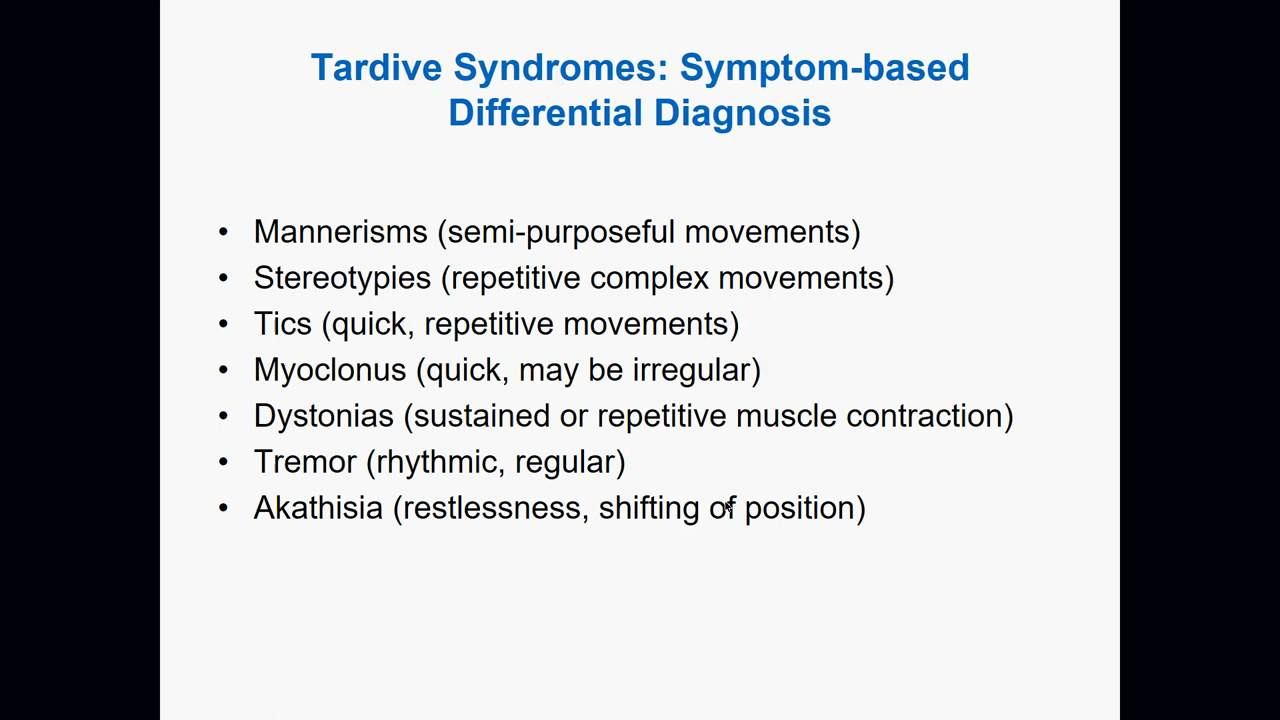 Tardive Syndromes: Symptom-based
Differential Diagnosis
• Mannerisms (semi-purposeful movements)
• Stereotypies (repetitive complex movements)
• Tics (quick, repetitive movements)
• Myoclonus (quick, may be irregular)
• Dystonias (sustained or repetitive muscle contraction)
• Tremor (rhythmic, regular)
• Akathisia (restlessness, shifting of position)